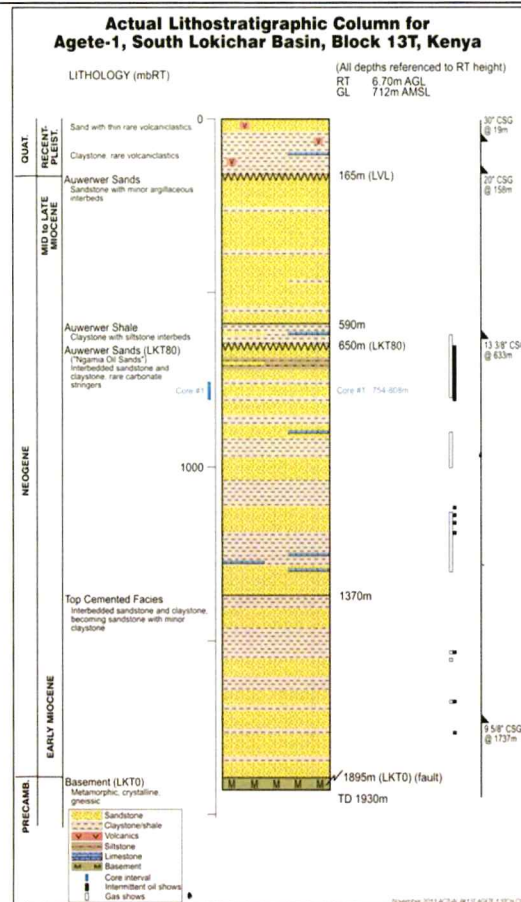 Actual Lithostratigraphic Column for
Agete-1, South Lokichar Basin, Block 13T, Kenya
LITHOLOGY (mbRT)
(All depths referenced to RT height)
RT 6.70m AGL
GL 712m AMSL
QUAT.
RECENT-
PLEIST.
Sand with thin rare volcaniclastics
Claystone, rare volcaniclastics
0
V
V
V
30" CSG
@ 19m
20" CSG
@ 158m
NEOGENE
MID to LATE
MIOCENE
Auwerwer Sands
Sandstone with minor argillaceous
interbeds
165m (LVL)
Auwerwer Shale
Claystone with siltstone interbeds
590m
Auwerwer Sands (LKT80)
("Ngamia Oil Sands")
Interbedded sandstone and
claystone, rare carbonate
stringers
650m (LKT80)
13 3/8" CSG
@ 633m
Core #1
Core #1 754-808m
1000
Top Cemented Facies
Interbedded sandstone and claystone,
becoming sandstone with minor
claystone
1370m
EARLY MIOCENE
9 5/8" CSG
@ 1737m
PRECAMB.
Basement (LKT0)
Metamorphic, crystalline,
gneissic
M M M M M
1895m (LKT0) (fault)
TD 1930m
Sandstone
Claystone/shale
V V Volcanics
Siltstone
Limestone
M M Basement
Core interval
Intermittent oil shows
Gas shows